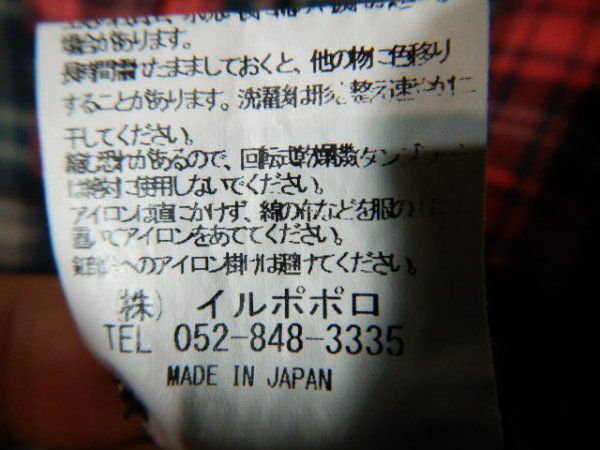 場合があります。
長時間濡れたまましておくと、他の物に色移り
することがあります。洗濯後は形を整え速やかに
干してください。
縮む恐れがあるので、回転式乾燥機タンブラー
は絶対に使用しないでください。
アイロンは直にかけず、綿の布などを服の上に
置いてアイロンをあててください。
へのアイロン掛けは避けてください。
(株) イルポポロ
TEL 052-848-3335
MADE IN JAPAN